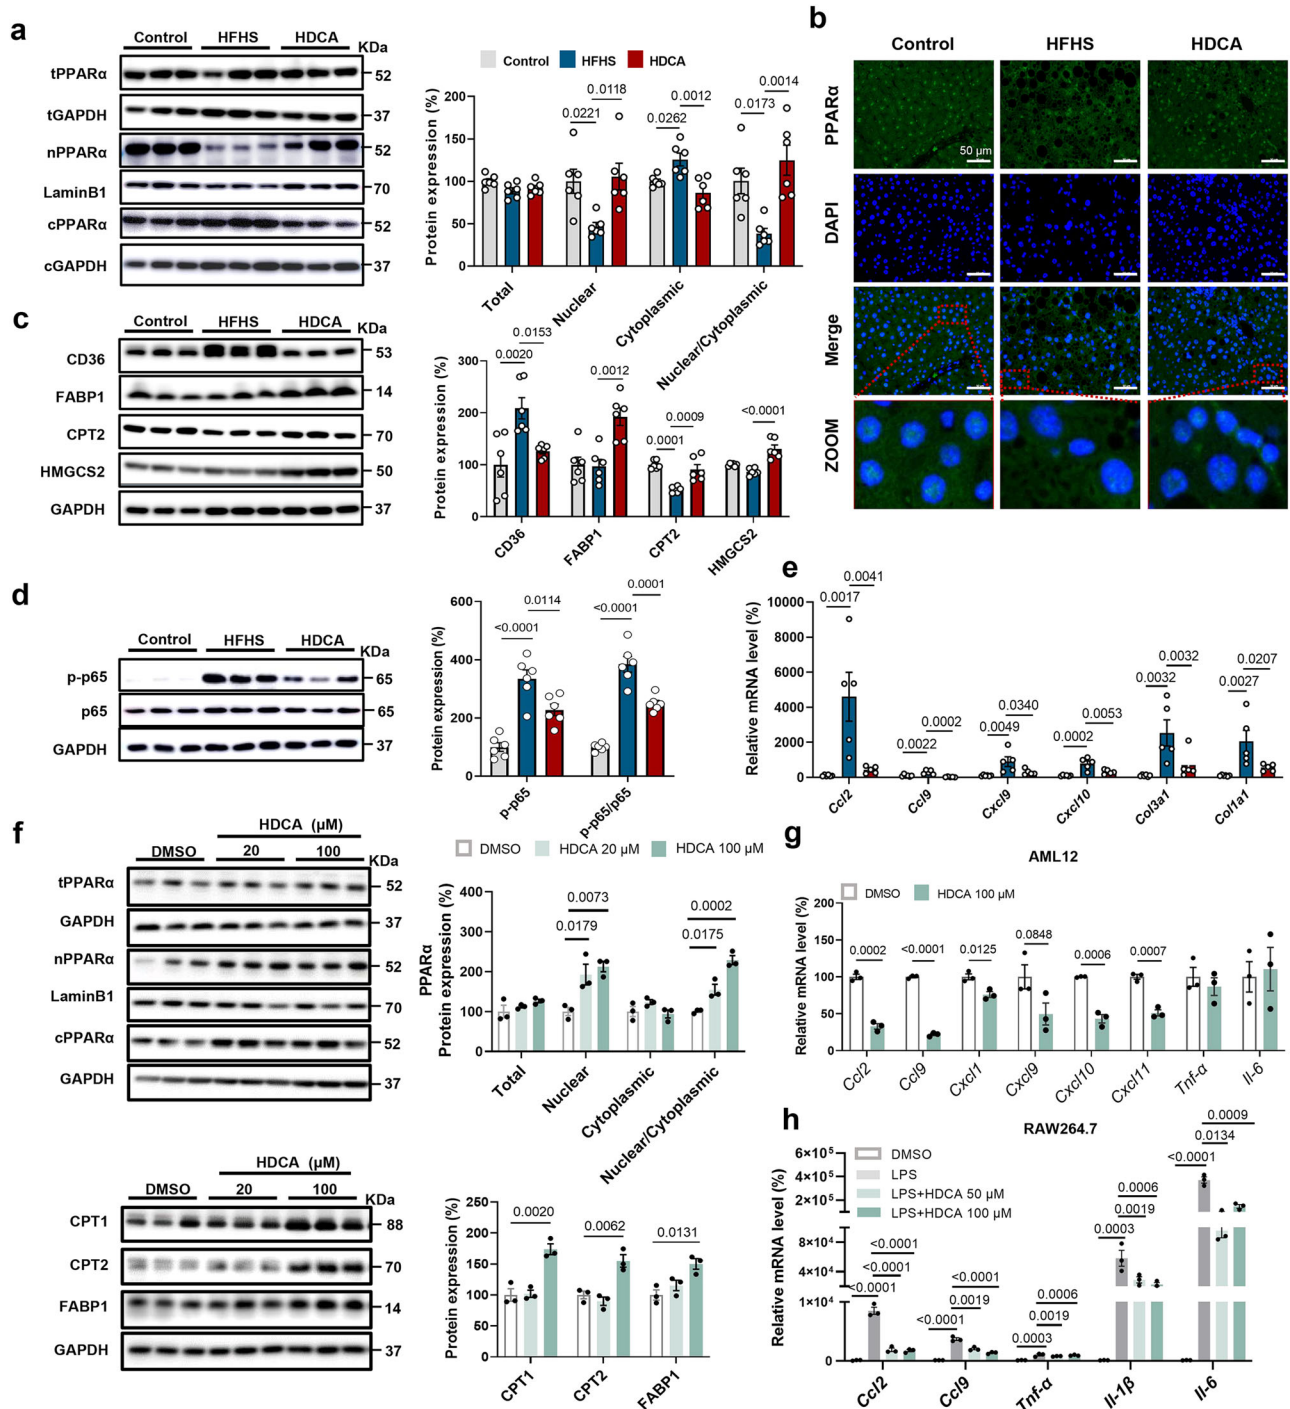 a
Control HFHS HDCA
KDa
tPPARα 52
tGAPDH 37
nPPARα 52
LaminB1 70
cPPARα 52
cGAPDH 37
Control HFHS HDCA
Protein expression (%)
200
150
100
50
0
0.0221 0.0118 0.0262 0.0012 0.0173 0.0014
Total Nuclear Cytoplasmic Nuclear/Cytoplasmic
b
Control HFHS HDCA
PPARα
50 µm
DAPI
Merge
ZOOM
c
Control HFHS HDCA
KDa
CD36 53
FABP1 14
CPT2 70
HMGCS2 50
GAPDH 37
Protein expression (%)
300
200
100
0
0.0020 0.0153 0.0012 0.0001 0.0009 <0.0001
CD36 FABP1 CPT2 HMGCS2
d
Control HFHS HDCA
KDa
p-p65 65
p65 65
GAPDH 37
Protein expression (%)
600
400
200
0
<0.0001 0.0114 <0.0001 0.0001
p-p65 p-p65/p65
e
Relative mRNA level (%)
10000
8000
6000
4000
2000
0
0.0017 0.0041 0.0022 0.0002 0.0049 0.0340 0.0002 0.0053 0.0032 0.0032 0.0027 0.0207
Ccl2 Ccl9 Cxcl9 Cxcl10 Col3a1 Col1a1
f
HDCA (µM)
DMSO 20 100
KDa
tPPARα 52
GAPDH 37
nPPARα 52
LaminB1 70
cPPARα 52
GAPDH 37
DMSO HDCA 20 µM HDCA 100 µM
PPARα
Protein expression (%)
400
300
200
100
0
0.0179 0.0073 0.0175 0.0002
Total Nuclear Cytoplasmic Nuclear/Cytoplasmic
HDCA (µM)
DMSO 20 100
KDa
CPT1 88
CPT2 70
FABP1 14
GAPDH 37
Protein expression (%)
250
200
150
100
50
0
0.0020 0.0062 0.0131
CPT1 CPT2 FABP1
g
AML12
DMSO HDCA 100 µM
Relative mRNA level (%)
200
150
100
50
0
0.0002 <0.0001 0.0125 0.0848 0.0006 0.0007
Ccl2 Ccl9 Cxcl1 Cxcl9 Cxcl10 Cxcl11 Tnf-α Il-6
h
RAW264.7
DMSO
LPS
LPS+HDCA 50 µM
LPS+HDCA 100 µM
Relative mRNA level (%)
6×10⁵
4×10⁵
2×10⁵
8×10⁴
4×10⁴
1×10⁴
0
<0.0001 <0.0001 <0.0001
<0.0001 0.0019 <0.0001
0.0003 0.0019 0.0006
0.0003 0.0019 0.0006
<0.0001 0.0134 0.0009
Ccl2 Ccl9 Tnf-α Il-1β Il-6